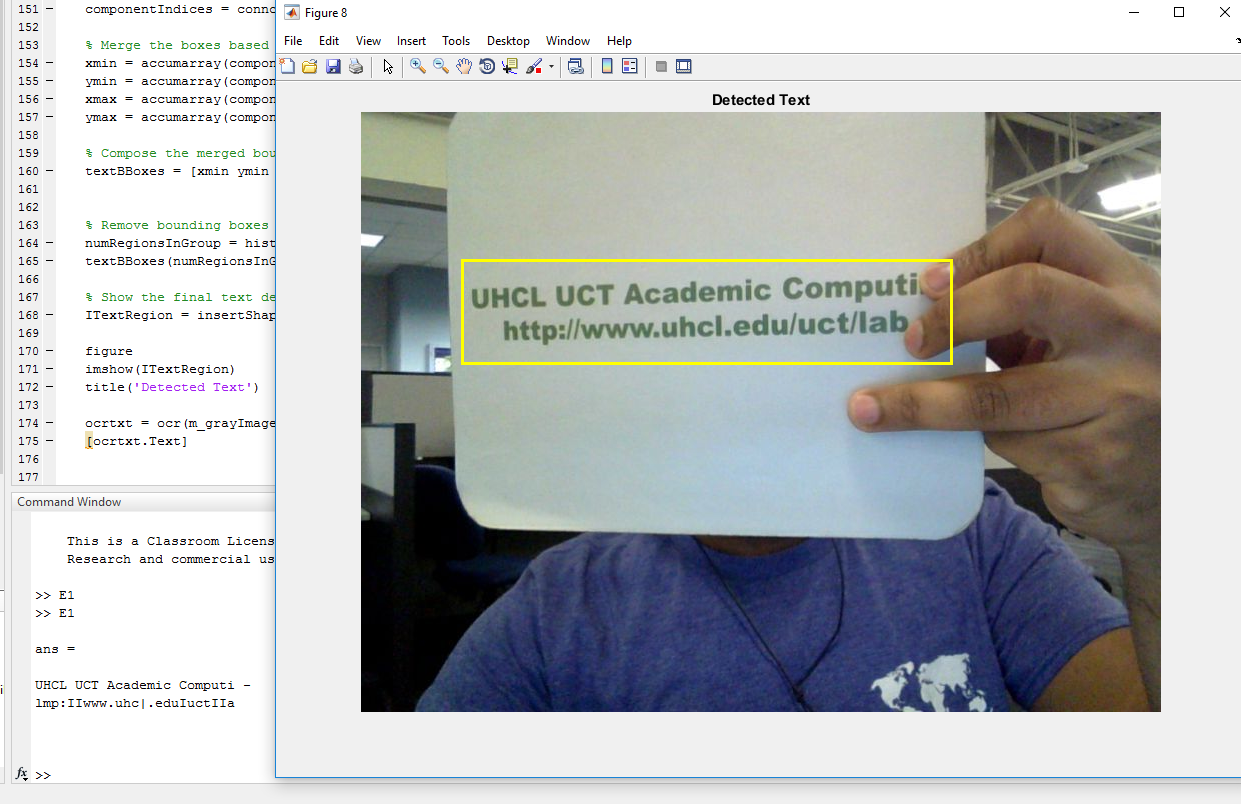 151 – componentIndices = conn
152
153 % Merge the boxes based
154 – xmin = accumarray(compon
155 – ymin = accumarray(compon
156 – xmax = accumarray(compon
157 – ymax = accumarray(compon
158
159 % Compose the merged bou
160 – textBBoxes = [xmin ymin
161
162
163 % Remove bounding boxes
164 – numRegionsInGroup = hist
165 – textBBoxes(numRegionsInG
166
167 % Show the final text de
168 – ITextRegion = insertShap
169
170 – figure
171 – imshow(ITextRegion)
172 – title('Detected Text')
173
174 – ocrtxt = ocr(m_grayImage
175 – [ocrtxt.Text]
176
177
Command Window
This is a Classroom Licens
Research and commercial us
>> E1
>> E1
ans =
UHCL UCT Academic Computi –
lmp:IIwww.uhc|.eduIuctIIa
fx >>
Figure 8
File Edit View Insert Tools Desktop Window Help
Detected Text
UHCL UCT Academic Computi
http://www.uhcl.edu/uct/lab